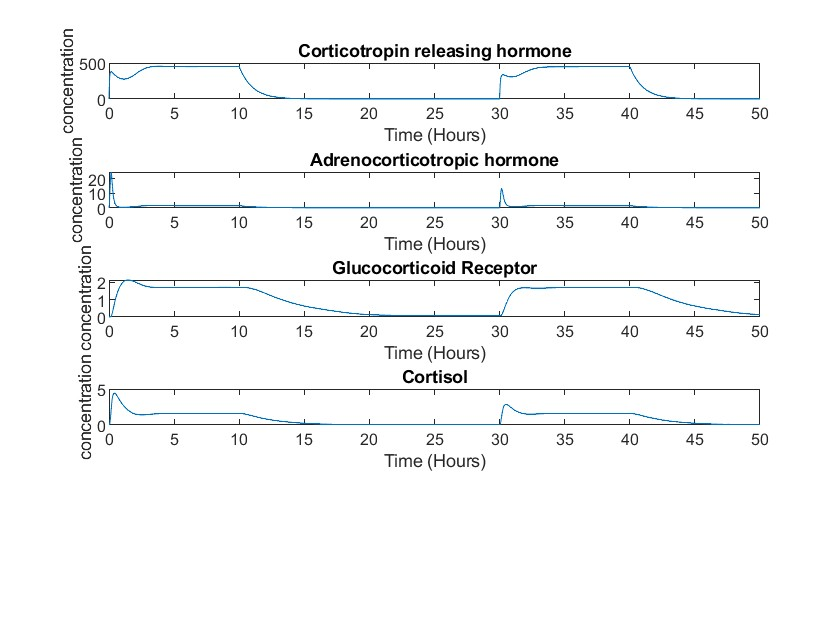 Corticotropin releasing hormone
concentration
500
0
0 5 10 15 20 25 30 35 40 45 50
Time (Hours)
Adrenocorticotropic hormone
concentration
20
10
0
0 5 10 15 20 25 30 35 40 45 50
Time (Hours)
Glucocorticoid Receptor
concentration
2
1
0
0 5 10 15 20 25 30 35 40 45 50
Time (Hours)
Cortisol
concentration
5
0
0 5 10 15 20 25 30 35 40 45 50
Time (Hours)